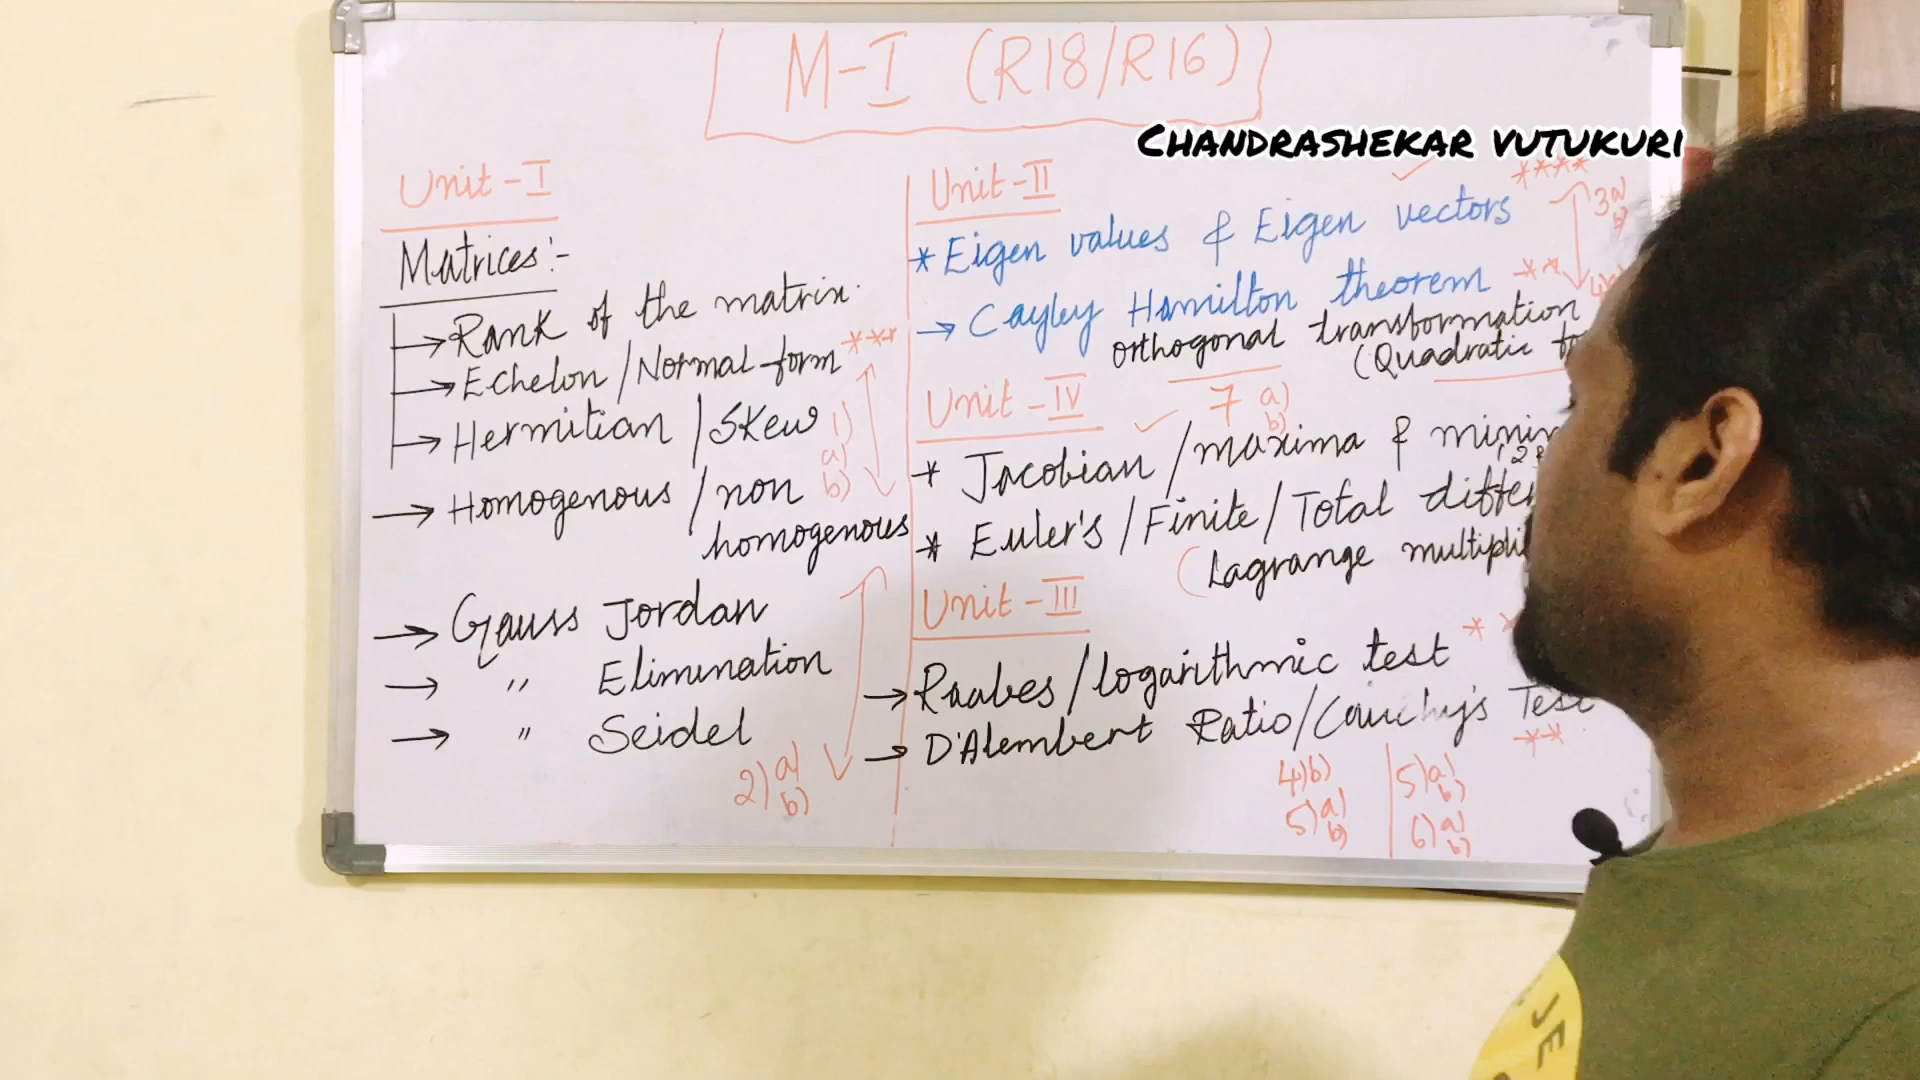 M-I (R18/R16)
CHANDRASHEKAR VUTUKURI
Unit-I
Matrices:-
→ Rank of the matrix.
→ Echelon/Normal form ***
→ Hermitian/Skew 1)
a)
b)
→ Homogenous/non
homogenous
→ Gauss Jordan
→ " Elimination
→ " Seidel
2) a)
b)
Unit-II ****
* Eigen values & Eigen vectors 3a)
b)
→ Cayley Hamilton theorem **
orthogonal transformation
(Quadratic
Unit-IV 7 a)
b)
* Jacobian/maxima &
* Euler's/Finite/Total
(Lagrange
Unit-III
→ Raabes/logarithmic test *
→ D'Alembert Ratio/Cauchy's Test
**
4)b) 5)a)
b)
5)a) 6)a)
b) b)
JE